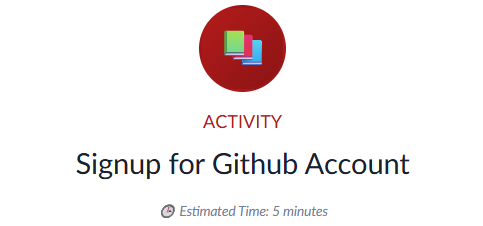 ACTIVITY
Signup for Github Account
Estimated Time: 5 minutes